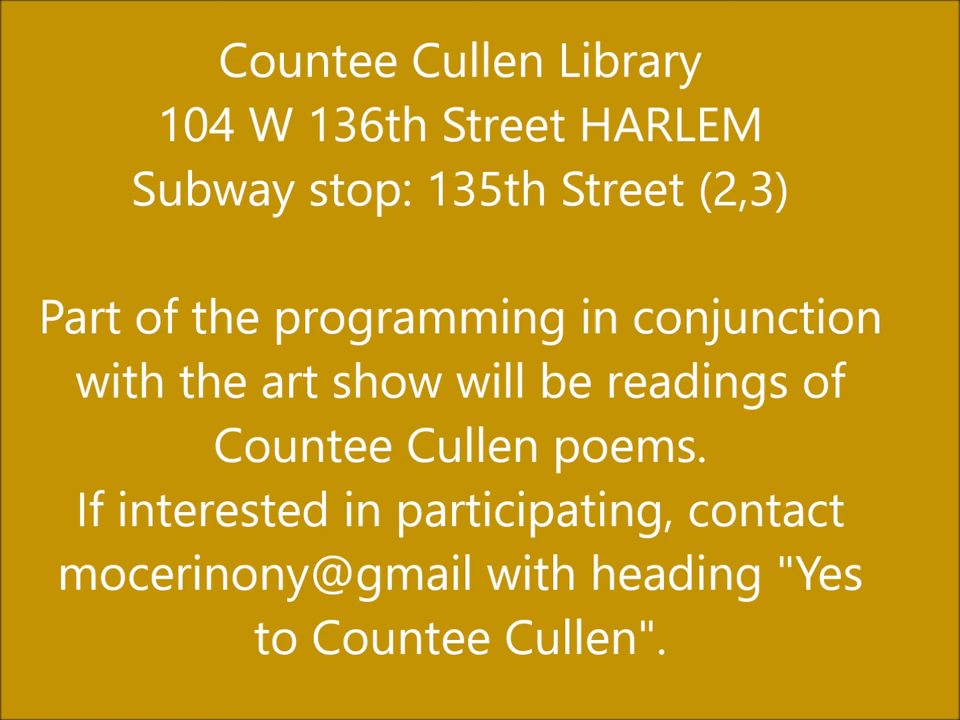 Countee Cullen Library
104 W 136th Street HARLEM
Subway stop: 135th Street (2,3)
Part of the programming in conjunction
with the art show will be readings of
Countee Cullen poems.
If interested in participating, contact
mocerinony@gmail with heading "Yes
to Countee Cullen".